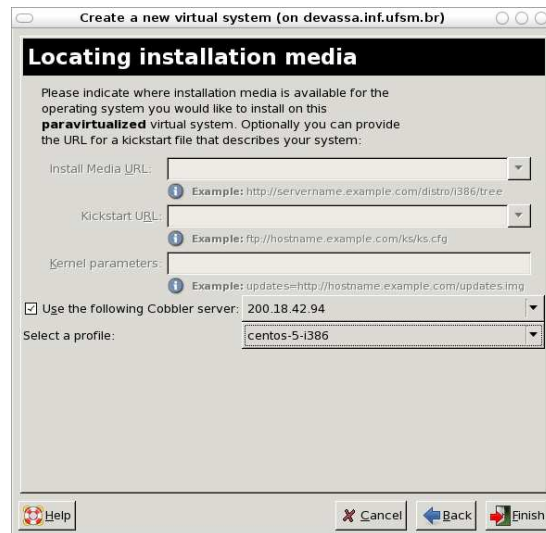 Create a new virtual system (on devassa.inf.ufsm.br)
Locating installation media
Please indicate where installation media is available for the
operating system you would like to install on this
paravirtualized virtual system. Optionally you can provide
the URL for a kickstart file that describes your system:
Install Media URL:
Example: http://servername.example.com/distro/i386/tree
Kickstart URL:
Example: ftp://hostname.example.com/ks/ks.cfg
Kernel parameters:
Example: updates=http://hostname.example.com/updates.img
Use the following Cobbler server: 200.18.42.94
Select a profile: centos-5-i386
Help Cancel Back Finish